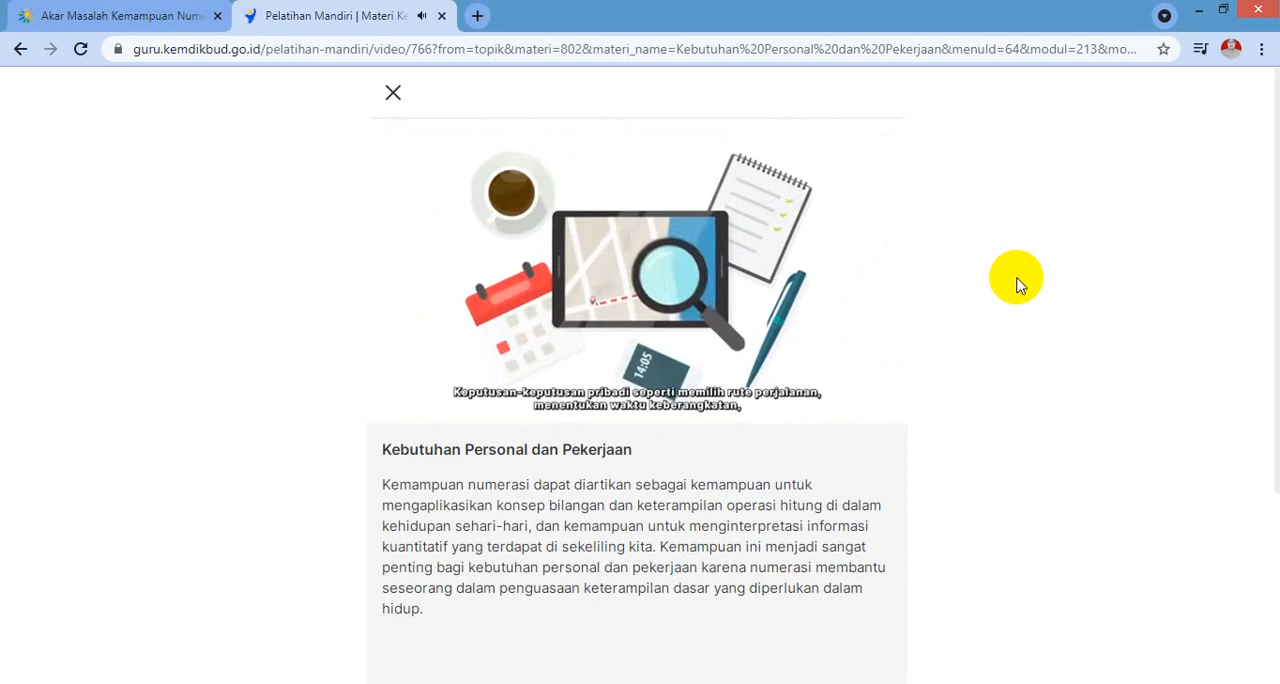 Akar Masalah Kemampuan Num
Pelatihan Mandiri | Materi Ke
guru.kemdikbud.go.id/pelatihan-mandiri/video/766?from=topik&materi=802&materi_name=Kebutuhan%20Personal%20dan%20Pekerjaan&menuId=64&modul=213&mo...
14:05
Keputusan-keputusan pribadi seperti memilih rute perjalanan,
menentukan waktu keberangkatan,
Kebutuhan Personal dan Pekerjaan
Kemampuan numerasi dapat diartikan sebagai kemampuan untuk
mengaplikasikan konsep bilangan dan keterampilan operasi hitung di dalam
kehidupan sehari-hari, dan kemampuan untuk menginterpretasi informasi
kuantitatif yang terdapat di sekeliling kita. Kemampuan ini menjadi sangat
penting bagi kebutuhan personal dan pekerjaan karena numerasi membantu
seseorang dalam penguasaan keterampilan dasar yang diperlukan dalam
hidup.